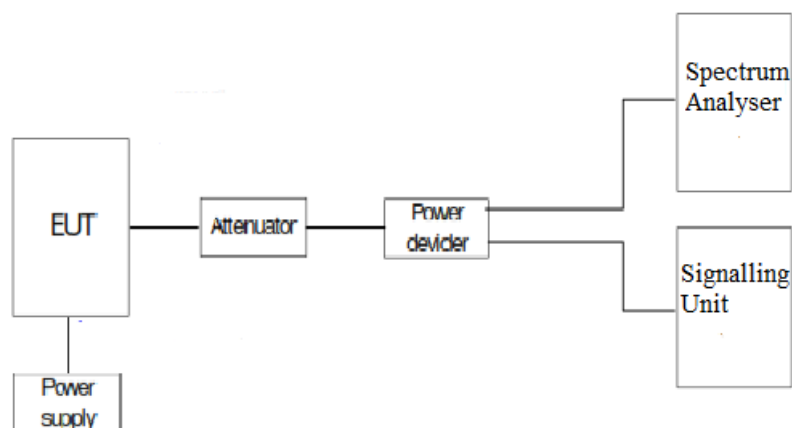 Spectrum
Analyser
EUT
Attenuator
Power
devider
Signalling
Unit
Power
supply